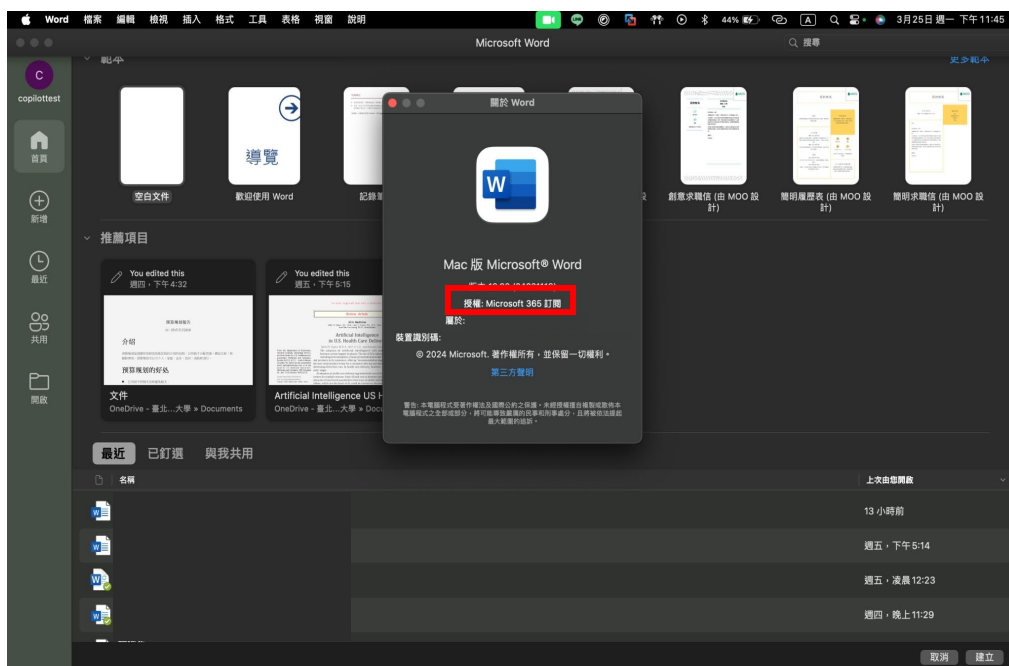 Word 檔案 編輯 檢視 插入 格式 工具 表格 視窗 說明 44% A 3月25日 週一 下午11:45
Microsoft Word
搜尋
C
copilottest
首頁
新增
最近
共用
開啟
範本
更多範本
導覽
空白文件
歡迎使用 Word
創意求職信 (由 MOO 設計)
簡明履歷表 (由 MOO 設計)
簡明求職信 (由 MOO 設計)
推薦項目
You edited this
週四・下午4:32
介紹
預算規劃的好處
文件
OneDrive - 臺北...大學 » Documents
You edited this
週五・下午5:15
Artificial Intelligence
in U.S. Health Care Delive
Artificial Intelligence US H
OneDrive - 臺北...大學 » Doc
關於 Word
W
Mac 版 Microsoft® Word
授權: Microsoft 365 訂閱
屬於:
裝置識別碼:
© 2024 Microsoft. 著作權所有，並保留一切權利。
第三方聲明
警告: 本電腦程式受著作權法及國際公約之保護。未經授權擅自複製或散佈本
電腦程式之全部或部分，將可能導致嚴厲的民事和刑事處分，且將被依法提起
最大範圍的追訴。
最近 已釘選 與我共用
名稱
上次由您開啟
13 小時前
週五，下午5:14
週五，凌晨12:23
週四，晚上11:29
取消 建立